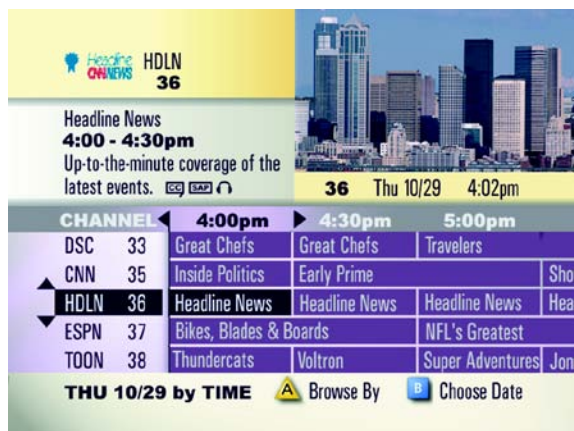 Headline HDLN
CNN NEWS 36
Headline News
4:00 - 4:30pm
Up-to-the-minute coverage of the
latest events. CC SAP
36 Thu 10/29 4:02pm
CHANNEL 4:00pm 4:30pm 5:00pm
DSC 33 Great Chefs Great Chefs Travelers
CNN 35 Inside Politics Early Prime Sho
HDLN 36 Headline News Headline News Headline News Hea
ESPN 37 Bikes, Blades & Boards NFL's Greatest
TOON 38 Thundercats Voltron Super Adventures Jon
THU 10/29 by TIME A Browse By B Choose Date